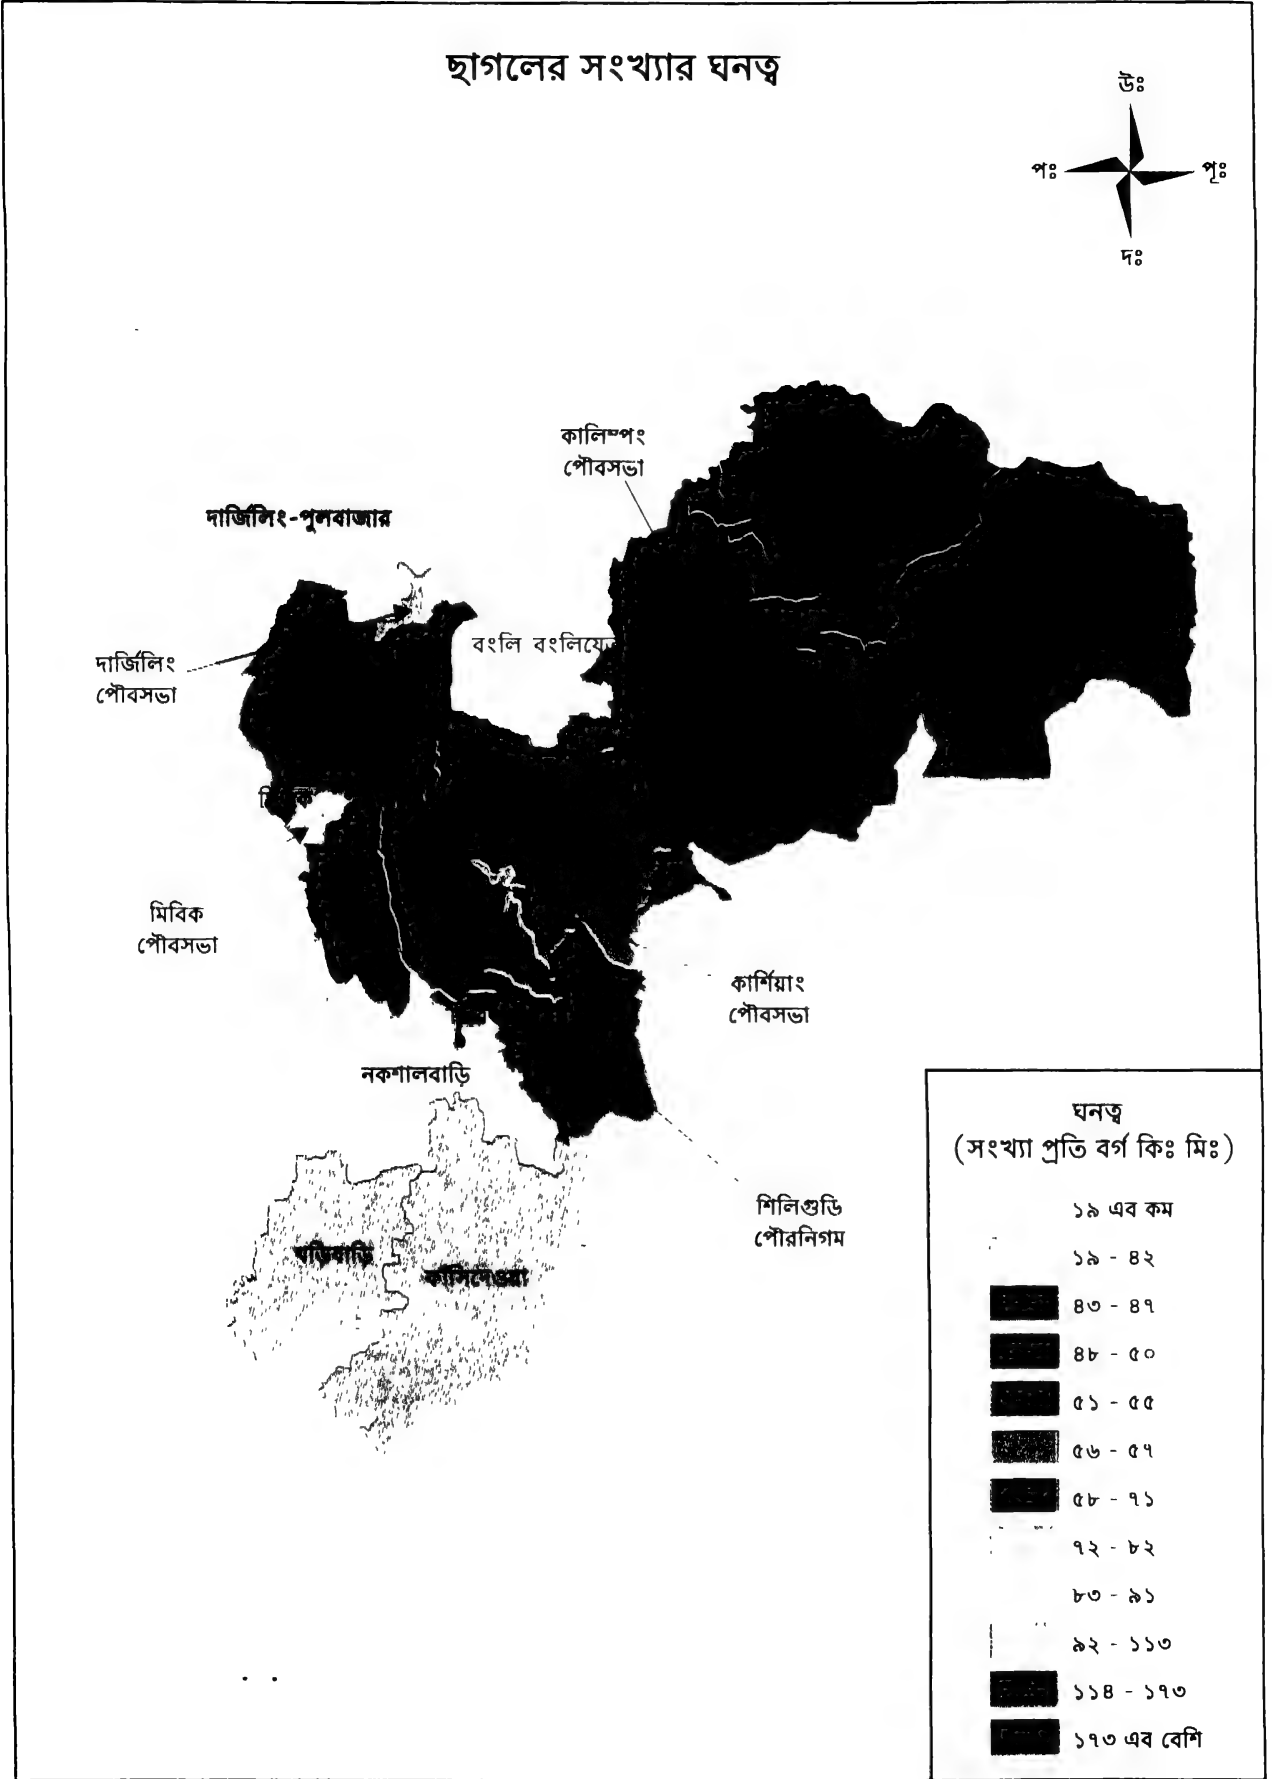 ছাগলের সংখ্যার ঘনত্ব
উঃ
পঃ
পূঃ
দঃ
কালিম্পং
পৌবসভা
দার্জিলিং-পুলবাজার
বংলি বংলিযে
দার্জিলিং
পৌবসভা
মিবিক
পৌবসভা
কার্শিয়াং
পৌবসভা
নকশালবাড়ি
শিলিগুডি
পৌরনিগম
খড়িবাড়ি
ফাঁসিদেওয়া
ঘনত্ব
(সংখ্যা প্রতি বর্গ কিঃ মিঃ)
১৯ এব কম
১৯ - ৪২
৪৩ - ৪৭
৪৮ - ৫০
৫১ - ৫৫
৫৬ - ৫৭
৫৮ - ৭১
৭২ - ৮২
৮৩ - ৯১
৯২ - ১১৩
১১৪ - ১৭৩
১৭৩ এব বেশি